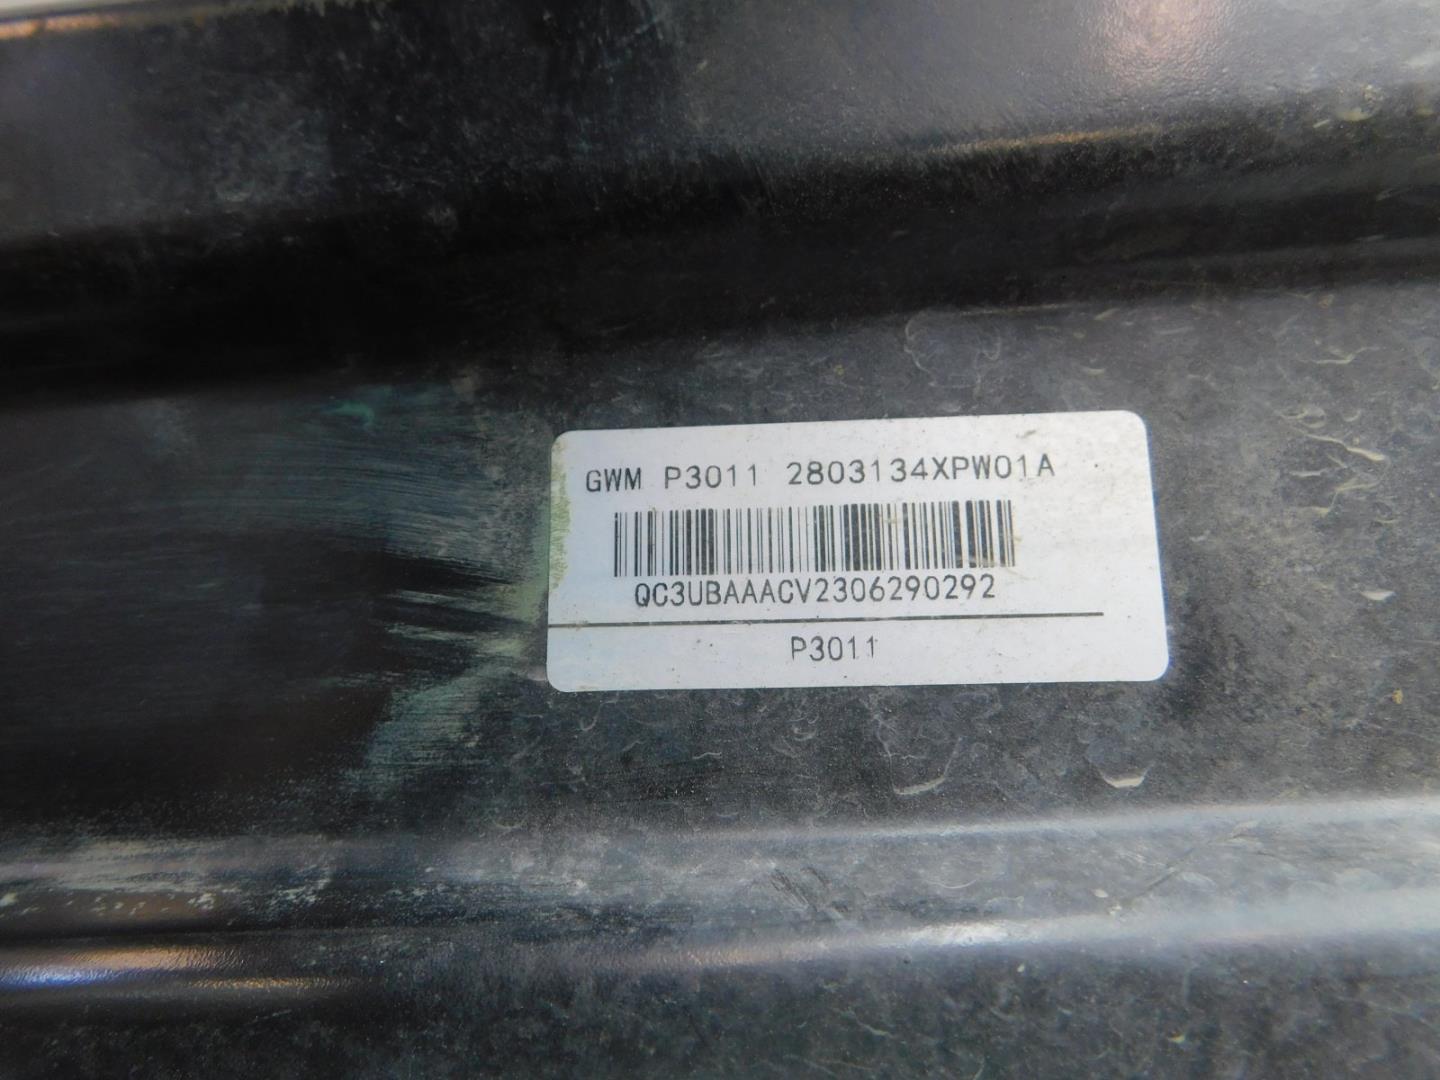 GWM P3011 2803134XPW01A
QC3UBAAACV2306290292
P3011